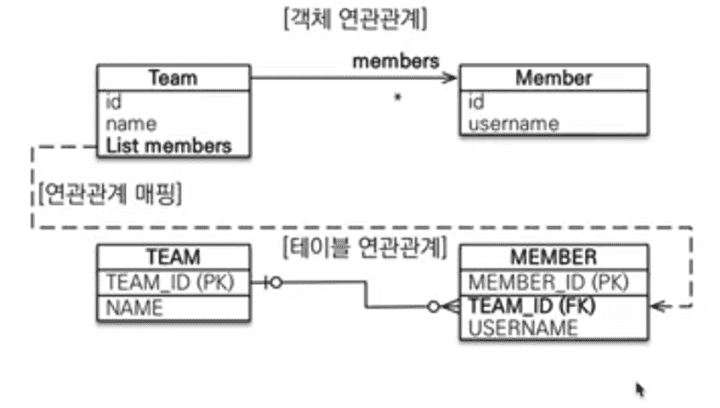 [객체 연관관계]
members
Team
Member
*
id
name
List members
id
username
[연관관계 매핑]
[테이블 연관관계]
TEAM
TEAM_ID (PK)
NAME
MEMBER
MEMBER_ID (PK)
TEAM_ID (FK)
USERNAME